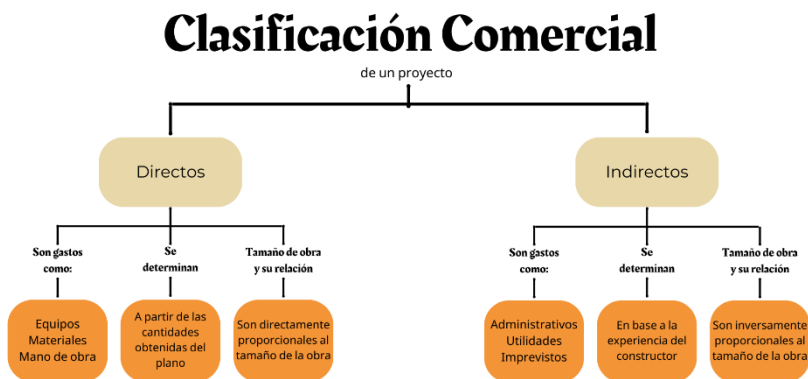 Clasificación Comercial
de un proyecto
Directos
Indirectos
Son gastos
como:
Se
determinan
Tamaño de obra
y su relación
Son gastos
como:
Se
determinan
Tamaño de obra
y su relación
Equipos
Materiales
Mano de obra
A partir de las
cantidades
obtenidas del
plano
Son directamente
proporcionales al
tamaño de la obra
Administrativos
Utilidades
Imprevistos
En base a la
experiencia del
constructor
Son inversamente
proporcionales al
tamaño de la obra